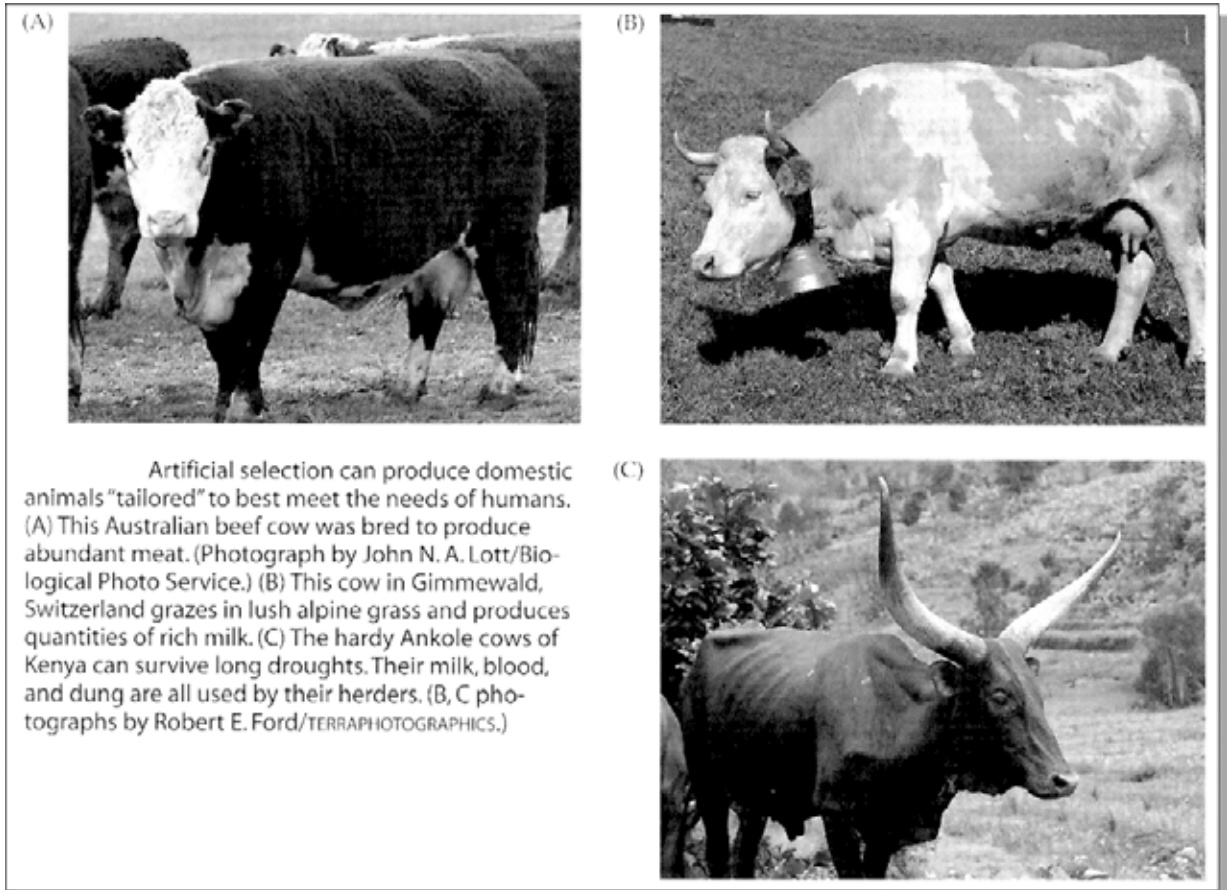 (A)
(B)
Artificial selection can produce domestic
animals “tailored” to best meet the needs of humans.
(A) This Australian beef cow was bred to produce
abundant meat. (Photograph by John N. A. Lott/Bio-
logical Photo Service.) (B) This cow in Gimmewald,
Switzerland grazes in lush alpine grass and produces
quantities of rich milk. (C) The hardy Ankole cows of
Kenya can survive long droughts. Their milk, blood,
and dung are all used by their herders. (B, C pho-
tographs by Robert E. Ford/TERRAPHOTOGRAPHICS.)
(C)